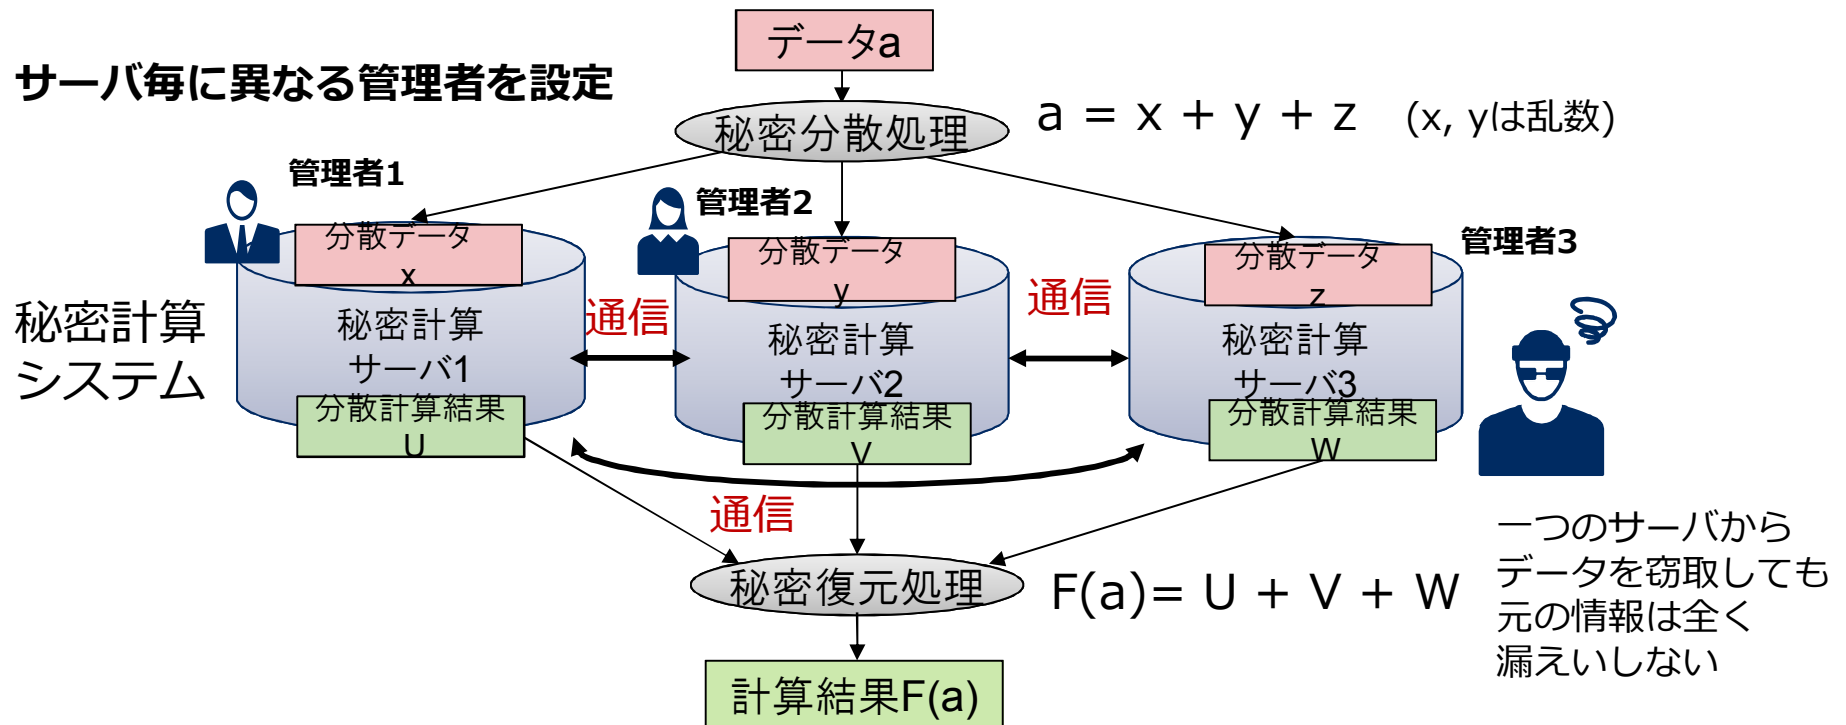 データa
サーバ毎に異なる管理者を設定
秘密分散処理
a = x + y + z (x, yは乱数)
管理者1
管理者2
管理者3
分散データ
x
分散データ
y
分散データ
z
秘密計算
システム
秘密計算
サーバ1
通信
秘密計算
サーバ2
通信
秘密計算
サーバ3
分散計算結果
U
分散計算結果
V
分散計算結果
W
通信
秘密復元処理
F(a)= U + V + W
一つのサーバから
データを窃取しても
元の情報は全く
漏えいしない
計算結果F(a)